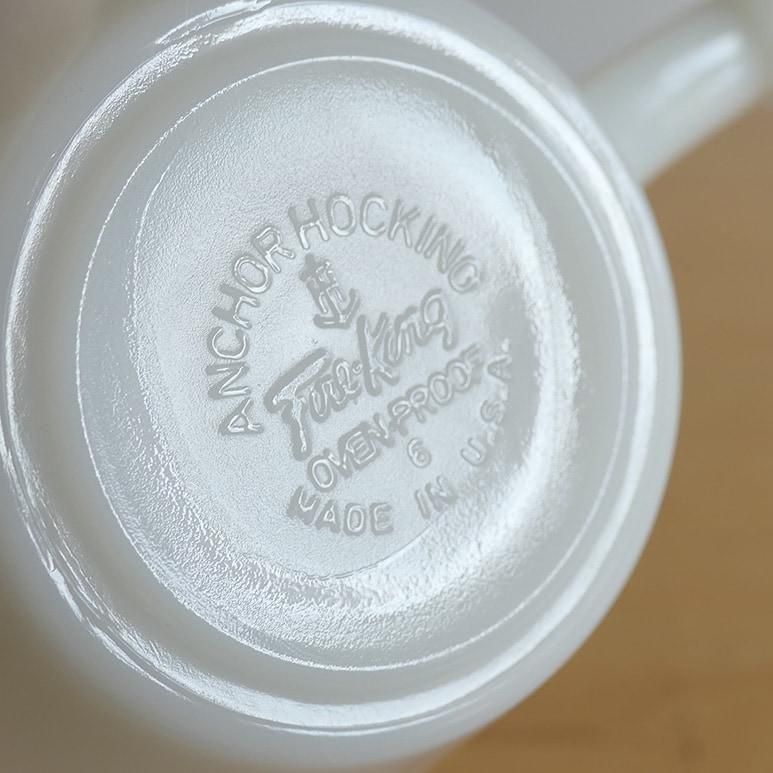 ANCHOR HOCKING
Fire-King
OVEN-PROOF
6
MADE IN U.S.A.